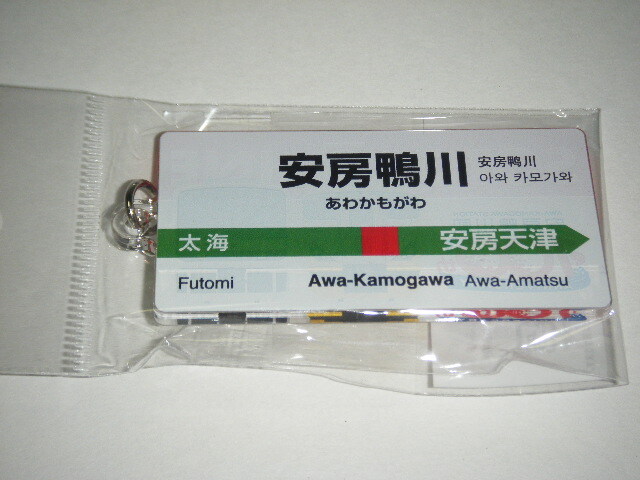 安房鴨川
安房鴨川
아와 카모가와
あわかもがわ
太海
安房天津
Futomi
Awa-Kamogawa
Awa-Amatsu